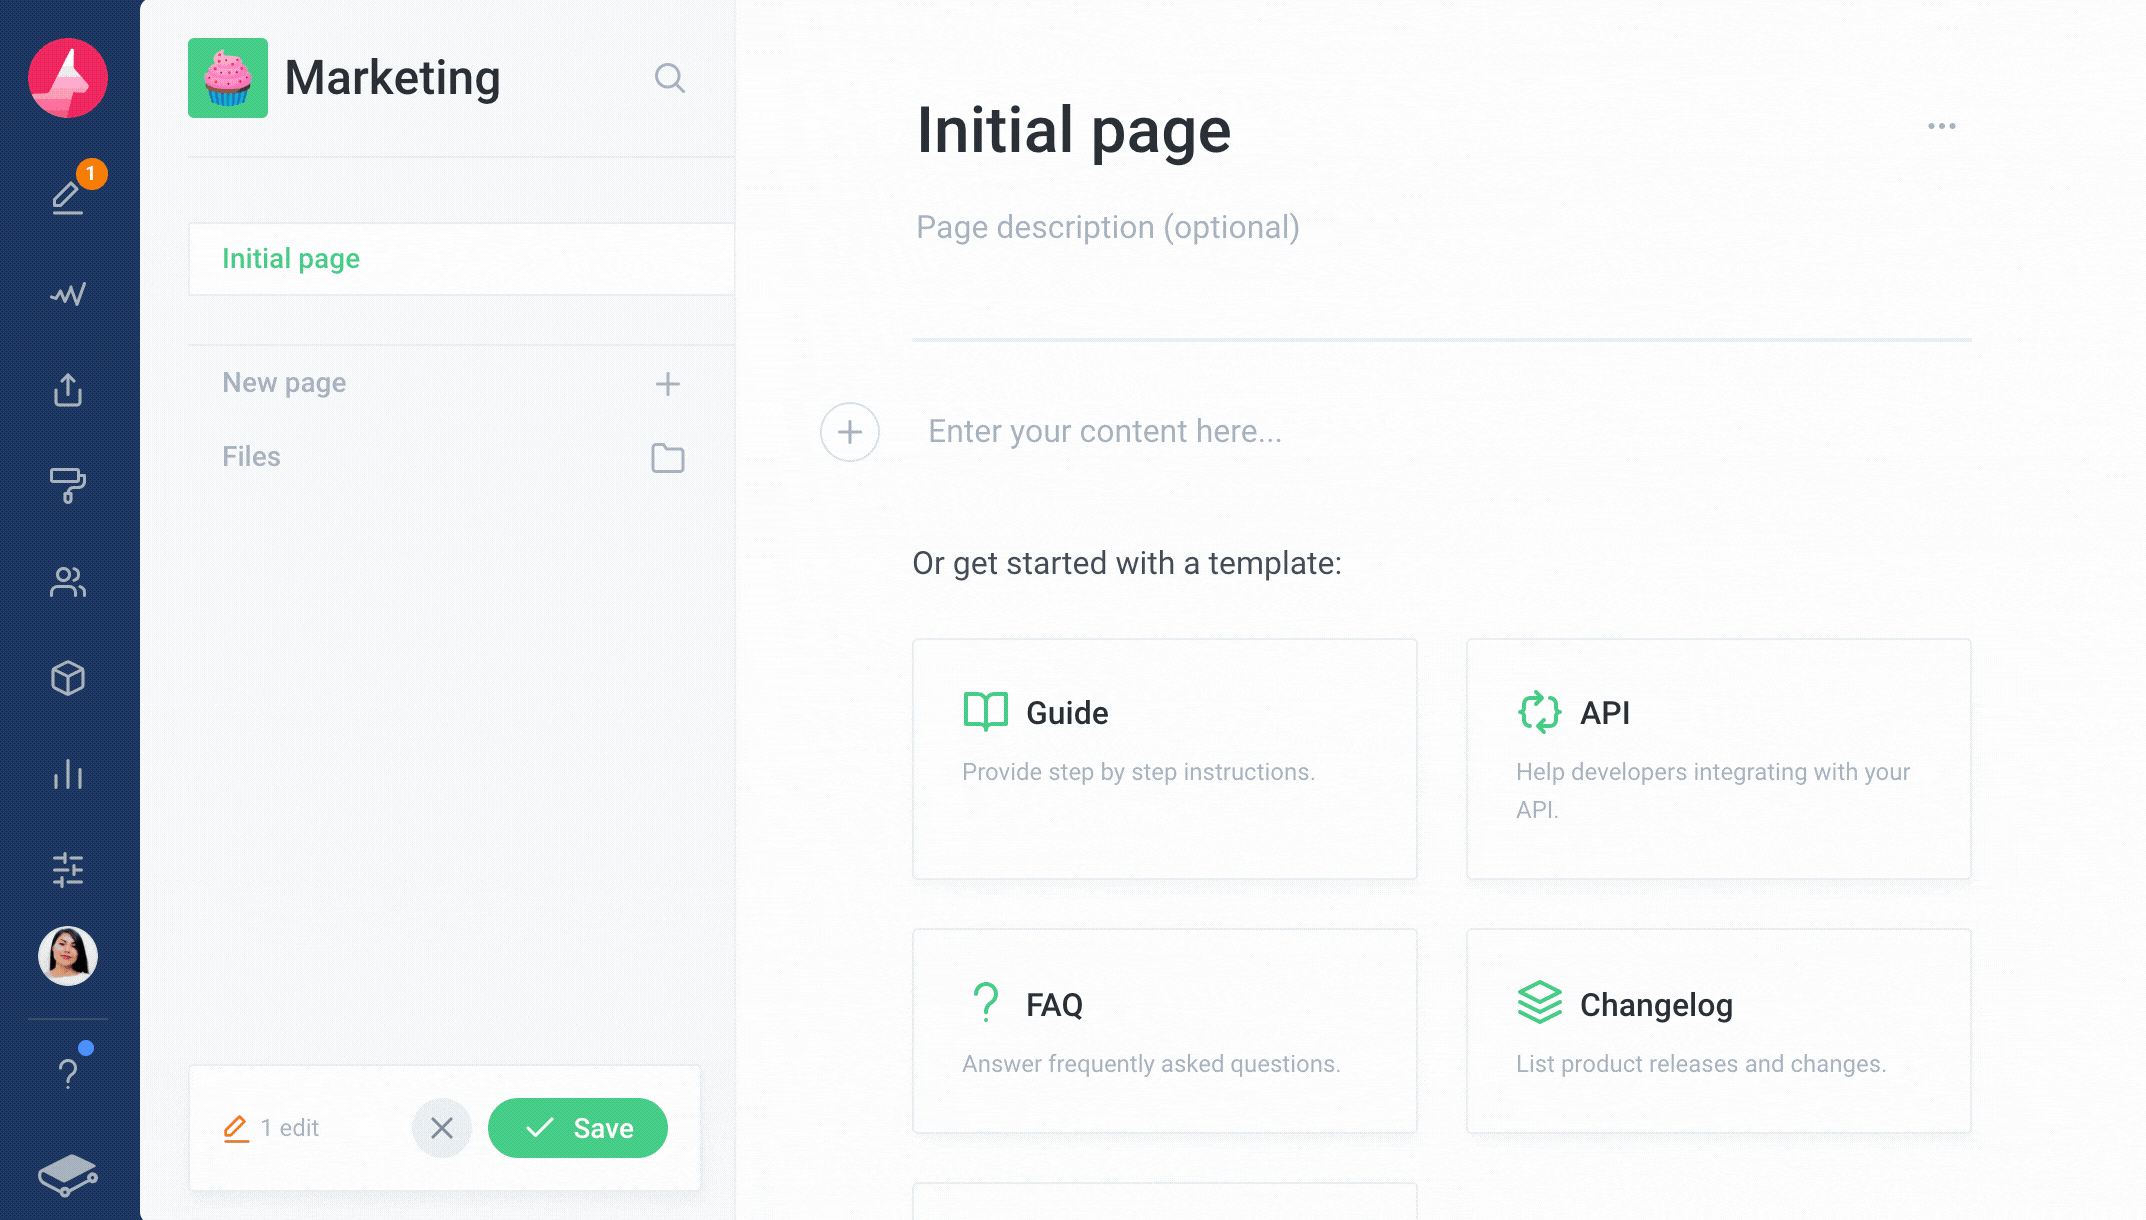 Marketing
1
Initial page
New page
Files
1 edit
Save
Initial page
Page description (optional)
Enter your content here...
Or get started with a template:
Guide
Provide step by step instructions.
API
Help developers integrating with your
API.
FAQ
Answer frequently asked questions.
Changelog
List product releases and changes.